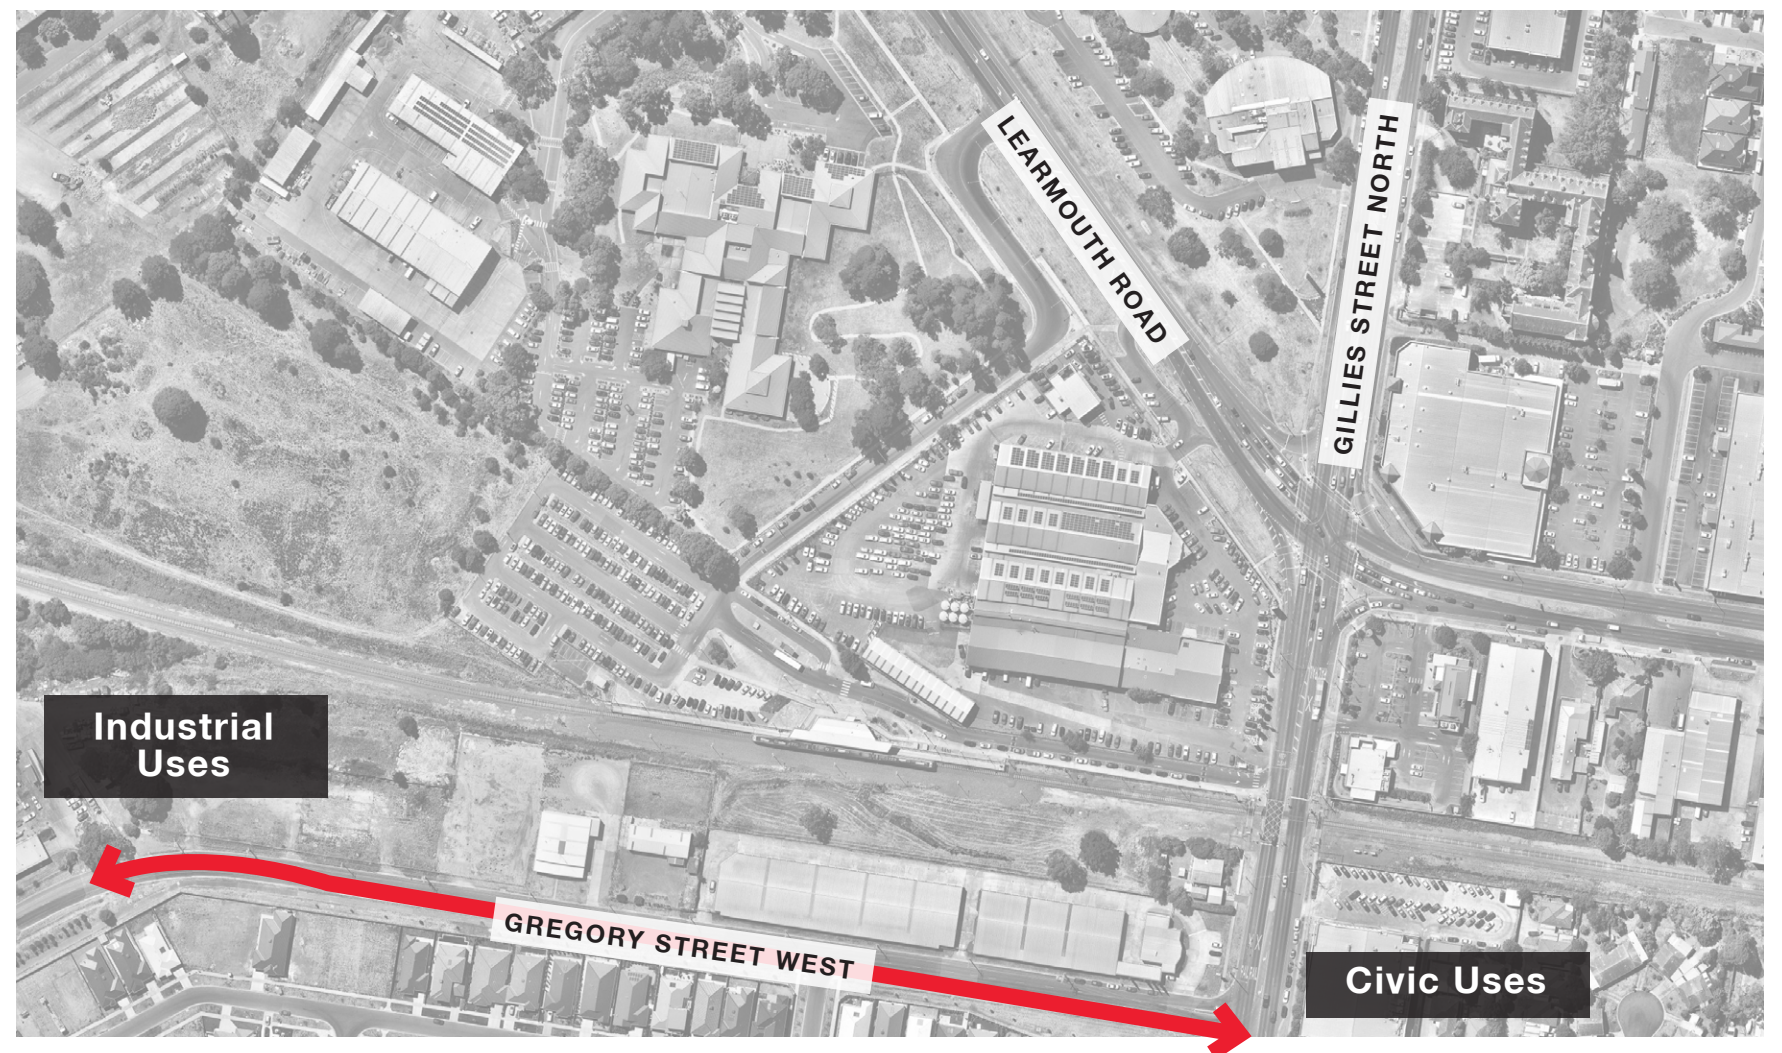 LEARMOUTH ROAD
GILLIES STREET NORTH
Industrial
Uses
GREGORY STREET WEST
Civic Uses